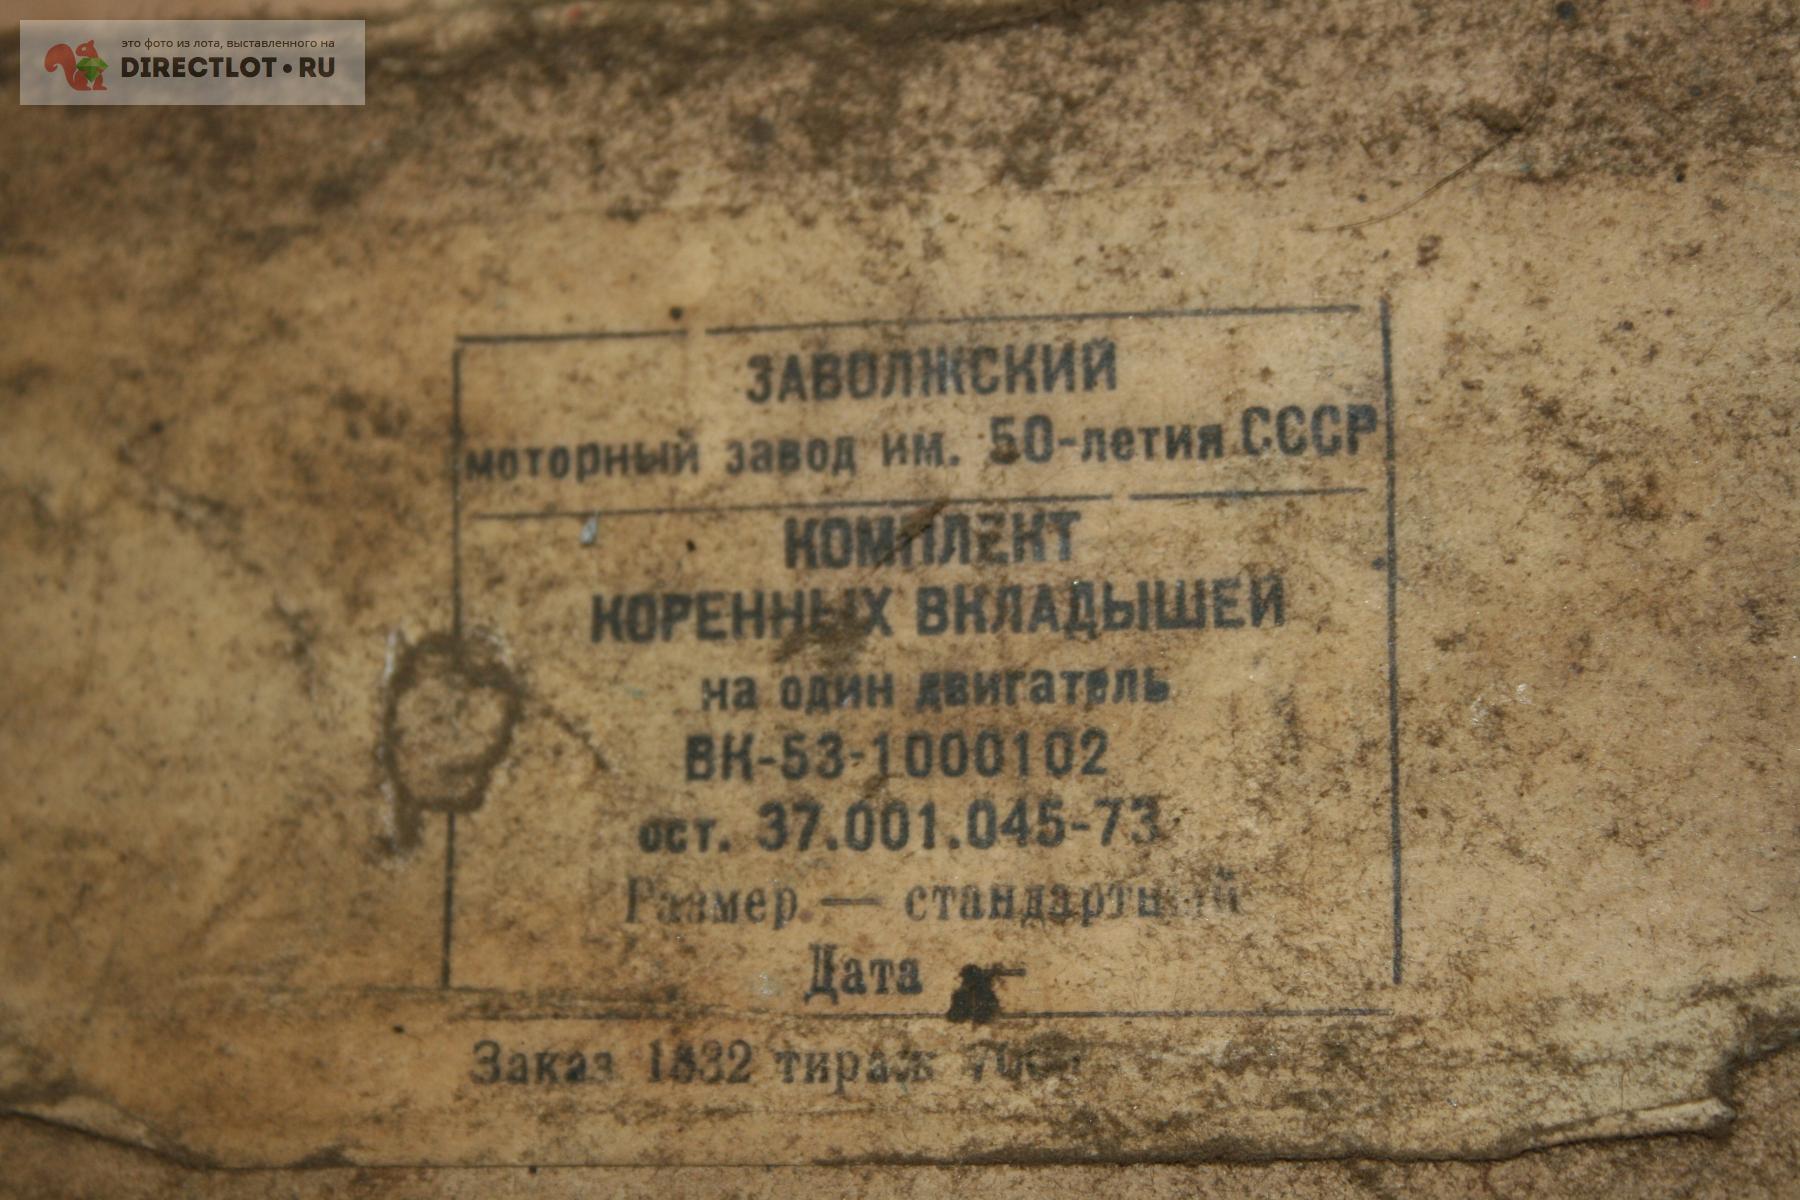 это фото из лота, выставленного на
DIRECTLOT•RU
ЗАВОЛЖСКИЙ
моторный завод им. 50-летия СССР
КОМПЛЕКТ
КОРЕННЫХ ВКЛАДЫШЕЙ
на один двигатель
ВК-53-1000102
ост. 37.001.045-73
Размер — стандартный
Дата
Заказ 1832 тираж